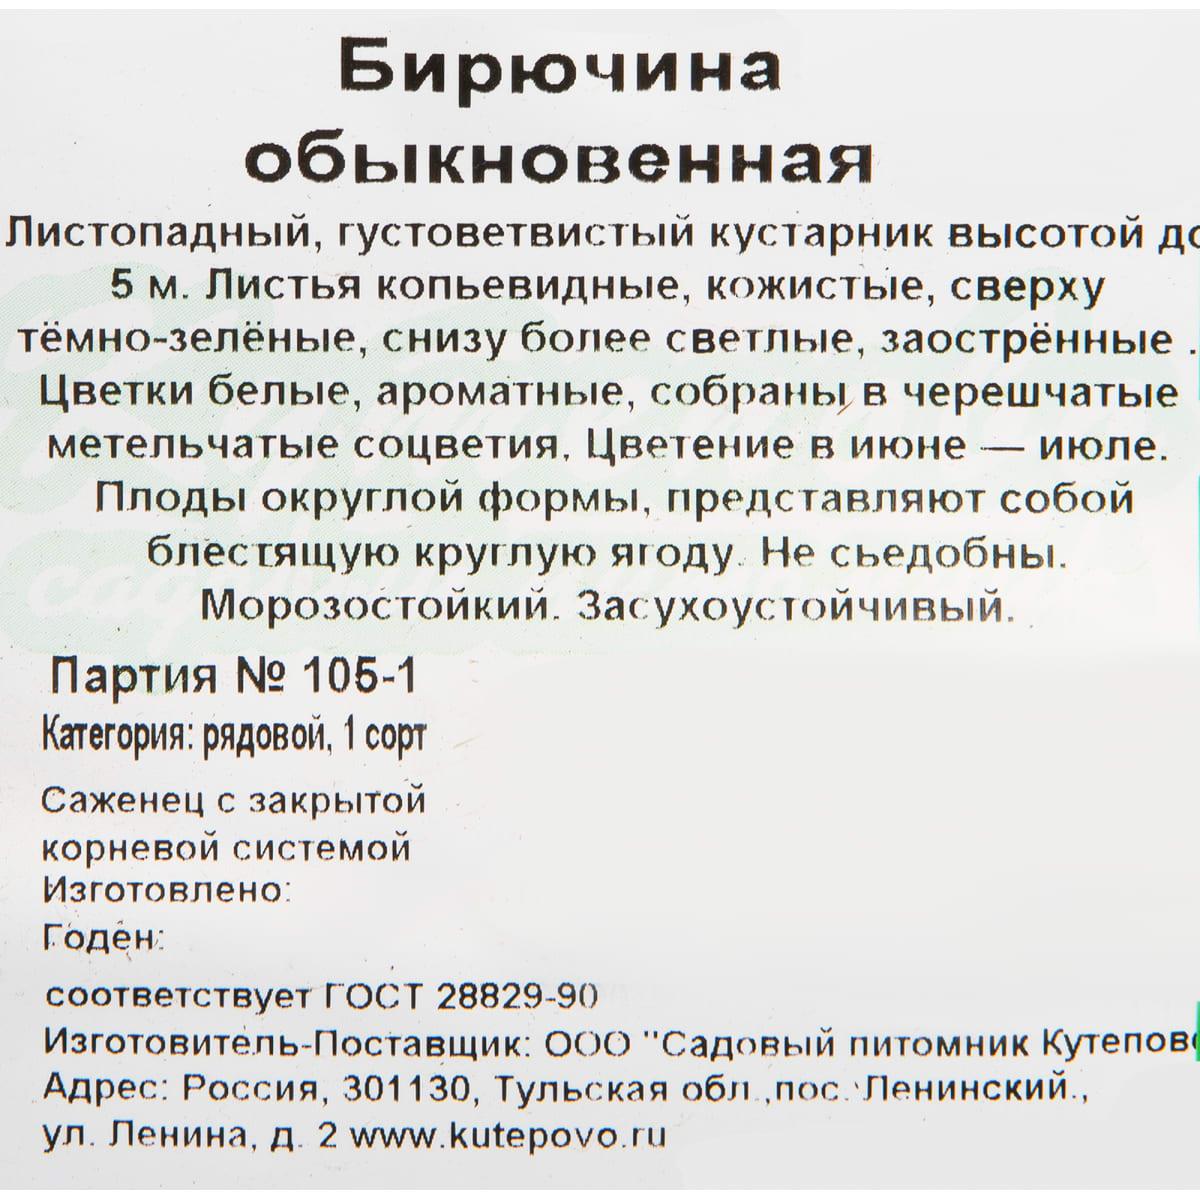 Бирючина
обыкновенная
Листопадный, густоветвистый кустарник высотой до
5 м. Листья копьевидные, кожистые, сверху
тёмно-зелёные, снизу более светлые, заострённые .
Цветки белые, ароматные, собраны в черешчатые
метельчатые соцветия. Цветение в июне — июле.
Плоды округлой формы, представляют собой
блестящую круглую ягоду. Не сьедобны.
Морозостойкий. Засухоустойчивый.
Партия № 105-1
Категория: рядовой, 1 сорт
Саженец с закрытой
корневой системой
Изготовлено:
Годен:
соответствует ГОСТ 28829-90
Изготовитель-Поставщик: ООО "Садовый питомник Кутепово
Адрес: Россия, 301130, Тульская обл.,пос. Ленинский.,
ул. Ленина, д. 2 www.kutepovo.ru